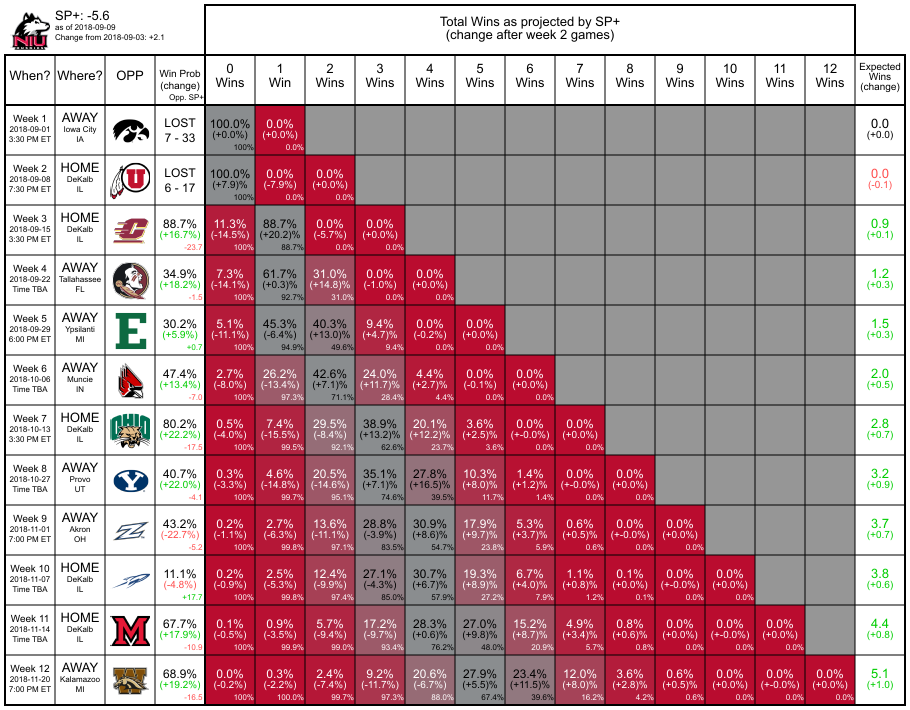 SP+: -5.6
as of 2018-09-09
Change from 2018-09-03: +2.1
NIU
HUSKIES
Total Wins as projected by SP+
(change after week 2 games)
When? Where? OPP Win Prob (change) Opp. SP+ 0 Wins 1 Win 2 Wins 3 Wins 4 Wins 5 Wins 6 Wins 7 Wins 8 Wins 9 Wins 10 Wins 11 Wins 12 Wins Expected Wins (change)
Week 1 AWAY LOST 100.0% 0.0% 0.0
2018-09-01 Iowa City 7 - 33 (+0.0%) (+0.0%) (+0.0)
3:30 PM ET IA 100% 0.0%
Week 2 HOME LOST 100.0% 0.0% 0.0% 0.0
2018-09-08 DeKalb 6 - 17 (+7.9)% (-7.9% (+0.0%) (-0.1)
7:30 PM ET IL 100% 0.0% 0.0%
Week 3 HOME 88.7% 11.3% 88.7% 0.0% 0.0% 0.9
2018-09-15 DeKalb (+16.7%) (-14.5%) (+20.2)% (-5.7%) (+0.0%) (+0.1)
3:30 PM ET IL -23.7 100% 88.7% 0.0% 0.0%
Week 4 AWAY 34.9% 7.3% 61.7% 31.0% 0.0% 0.0% 1.2
2018-09-22 Tallahassee (+18.2%) (-14.1%) (+0.3)% (+14.8)% (-1.0%) (+0.0%) (+0.3)
Time TBA FL -1.5 100% 92.7% 31.0% 0.0% 0.0%
Week 5 AWAY 30.2% 5.1% 45.3% 40.3% 9.4% 0.0% 0.0% 1.5
2018-09-29 Ypsilanti (+5.9%) (-11.1%) (-6.4%) (+13.0)% (+4.7)% (-0.2%) (+0.0%) (+0.3)
6:00 PM ET MI +0.7 100% 94.9% 49.6% 9.4% 0.0% 0.0%
Week 6 AWAY 47.4% 2.7% 26.2% 42.6% 24.0% 4.4% 0.0% 0.0% 2.0
2018-10-06 Muncie (+13.4%) (-8.0%) (-13.4%) (+7.1)% (+11.7)% (+2.7)% (-0.1%) (+0.0%) (+0.5)
Time TBA IN -7.0 100% 97.3% 71.1% 28.4% 4.4% 0.0% 0.0%
Week 7 HOME OHIO 80.2% 0.5% 7.4% 29.5% 38.9% 20.1% 3.6% 0.0% 0.0% 2.8
2018-10-13 DeKalb (+22.2%) (-4.0%) (-15.5%) (-8.4%) (+13.2)% (+12.2)% (+2.5)% (+-0.0%) (+0.0%) (+0.7)
3:30 PM ET IL -17.5 100% 99.5% 92.1% 62.6% 23.7% 3.6% 0.0% 0.0%
Week 8 AWAY 40.7% 0.3% 4.6% 20.5% 35.1% 27.8% 10.3% 1.4% 0.0% 0.0% 3.2
2018-10-27 Provo (+22.0%) (-3.3%) (-14.8%) (-14.6%) (+7.1)% (+16.5)% (+8.0)% (+1.2)% (+-0.0%) (+0.0%) (+0.9)
Time TBA UT -4.1 100% 99.7% 95.1% 74.6% 39.5% 11.7% 1.4% 0.0% 0.0%
Week 9 AWAY 43.2% 0.2% 2.7% 13.6% 28.8% 30.9% 17.9% 5.3% 0.6% 0.0% 0.0% 3.7
2018-11-01 Akron (-22.7%) (-1.1%) (-6.3%) (-11.1%) (-3.9%) (+8.6)% (+9.7)% (+3.7)% (+0.5)% (+-0.0%) (+0.0%) (+0.7)
7:00 PM ET OH -5.2 100% 99.8% 97.1% 83.5% 54.7% 23.8% 5.9% 0.6% 0.0% 0.0%
Week 10 HOME 11.1% 0.2% 2.5% 12.4% 27.1% 30.7% 19.3% 6.7% 1.1% 0.1% 0.0% 0.0% 3.8
2018-11-07 DeKalb (-4.8%) (-0.9%) (-5.3%) (-9.9%) (-4.3%) (+6.7)% (+8.9)% (+4.0)% (+0.8)% (+0.0)% (+-0.0%) (+0.0%) (+0.6)
Time TBA IL +17.7 100% 99.8% 97.4% 85.0% 57.9% 27.2% 7.9% 1.2% 0.1% 0.0% 0.0%
Week 11 HOME 67.7% 0.1% 0.9% 5.7% 17.2% 28.3% 27.0% 15.2% 4.9% 0.8% 0.0% 0.0% 0.0% 4.4
2018-11-14 DeKalb (+17.9%) (-0.5%) (-3.5%) (-9.4%) (-9.7%) (+0.6)% (+9.8)% (+8.7)% (+3.4)% (+0.6)% (+0.0)% (+-0.0%) (+0.0%) (+0.8)
Time TBA IL -10.9 100% 99.9% 99.0% 93.4% 76.2% 48.0% 20.9% 5.7% 0.8% 0.0% 0.0% 0.0%
Week 12 AWAY 68.9% 0.0% 0.3% 2.4% 9.2% 20.6% 27.9% 23.4% 12.0% 3.6% 0.6% 0.0% 0.0% 0.0% 5.1
2018-11-20 Kalamazoo (+19.2%) (-0.2%) (-2.2%) (-7.4%) (-11.7%) (-6.7%) (+5.5)% (+11.5)% (+8.0)% (+2.8)% (+0.5)% (+0.0)% (+0.0%) (+0.0%) (+1.0)
7:00 PM ET MI -16.5 100% 100.0% 99.7% 97.3% 88.0% 67.4% 39.6% 16.2% 4.2% 0.6% 0.0% 0.0% 0.0%